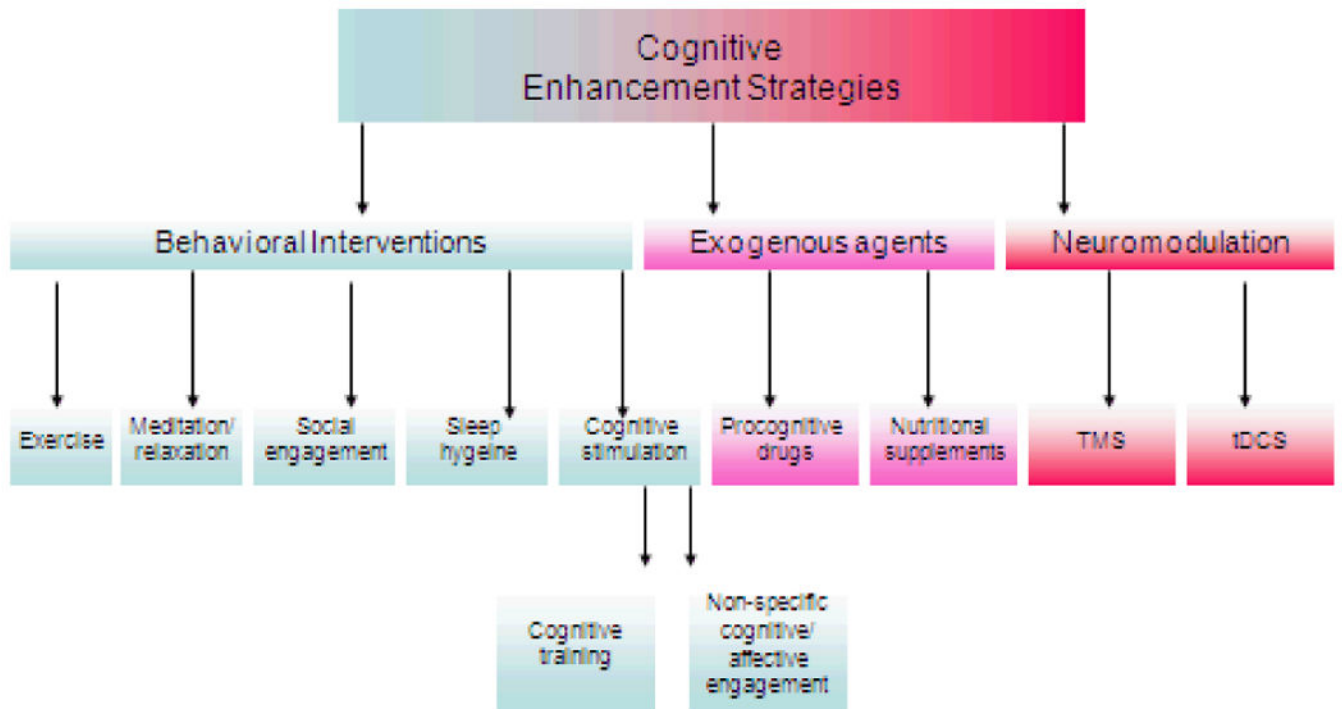 Cognitive
Enhancement Strategies
Behavioral Interventions
Exogenous agents
Neuromodulation
Exercise
Meditation/
relaxation
Social
engagement
Sleep
hygeine
Cognitive
stimulation
Procognitive
drugs
Nutritional
supplements
TMS
tDCS
Cognitive
training
Non-specific
cognitive/
affective
engagement